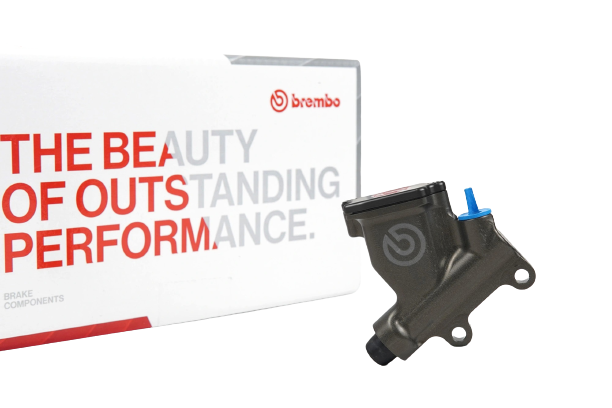 brembo
THE BEAUTY
OF OUTSTANDING
PERFORMANCE.
BRAKE
COMPONENTS